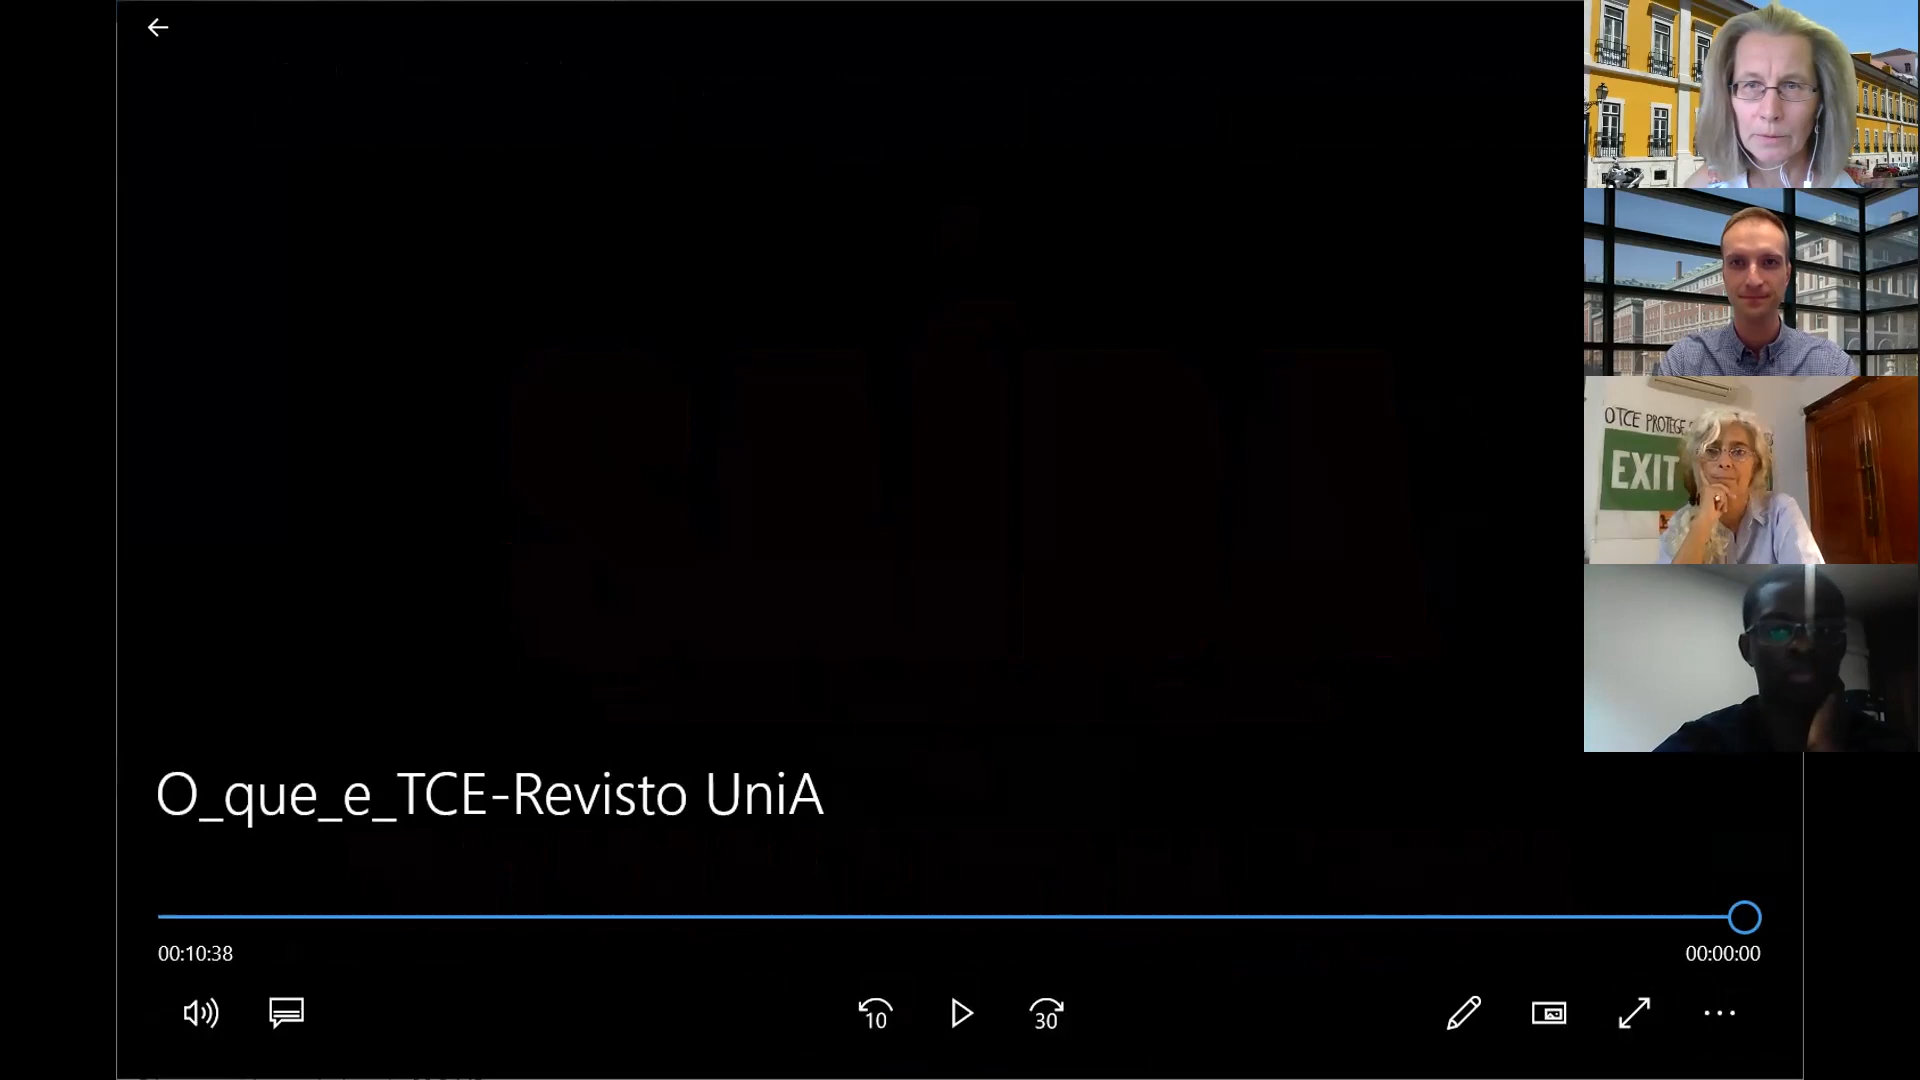 OTCE PROTEGE
EXIT
O_que_e_TCE-Revisto UniA
00:10:38
00:00:00
10
30